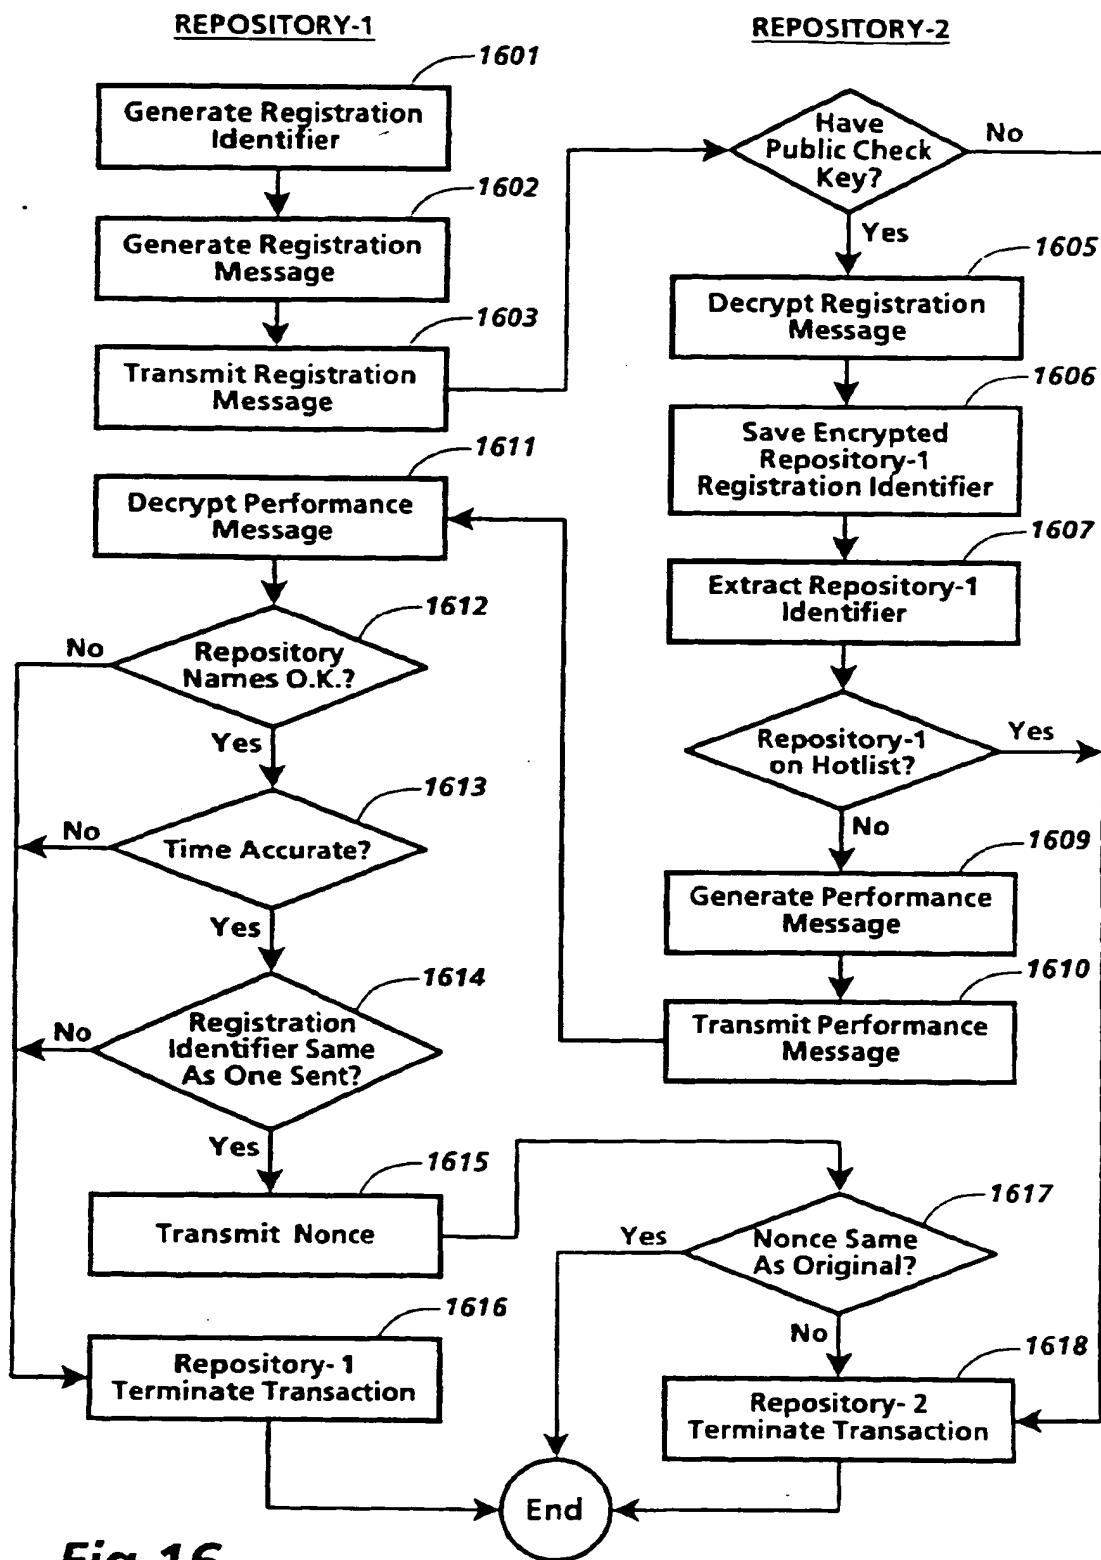 REPOSITORY-1
1601
Generate Registration
Identifier
1602
Generate Registration
Message
1603
Transmit Registration
Message
1611
Decrypt Performance
Message
1612
No
Repository
Names O.K.?
Yes
1613
No
Time Accurate?
Yes
1614
No
Registration
Identifier Same
As One Sent?
Yes
1615
Transmit Nonce
1616
Repository- 1
Terminate Transaction
REPOSITORY-2
Have
Public Check
Key?
No
Yes
1605
Decrypt Registration
Message
1606
Save Encrypted
Repository-1
Registration Identifier
1607
Extract Repository-1
Identifier
Repository-1
on Hotlist?
Yes
No
1609
Generate Performance
Message
1610
Transmit Performance
Message
1617
Yes
Nonce Same
As Original?
No
1618
Repository- 2
Terminate Transaction
End
Fig.16